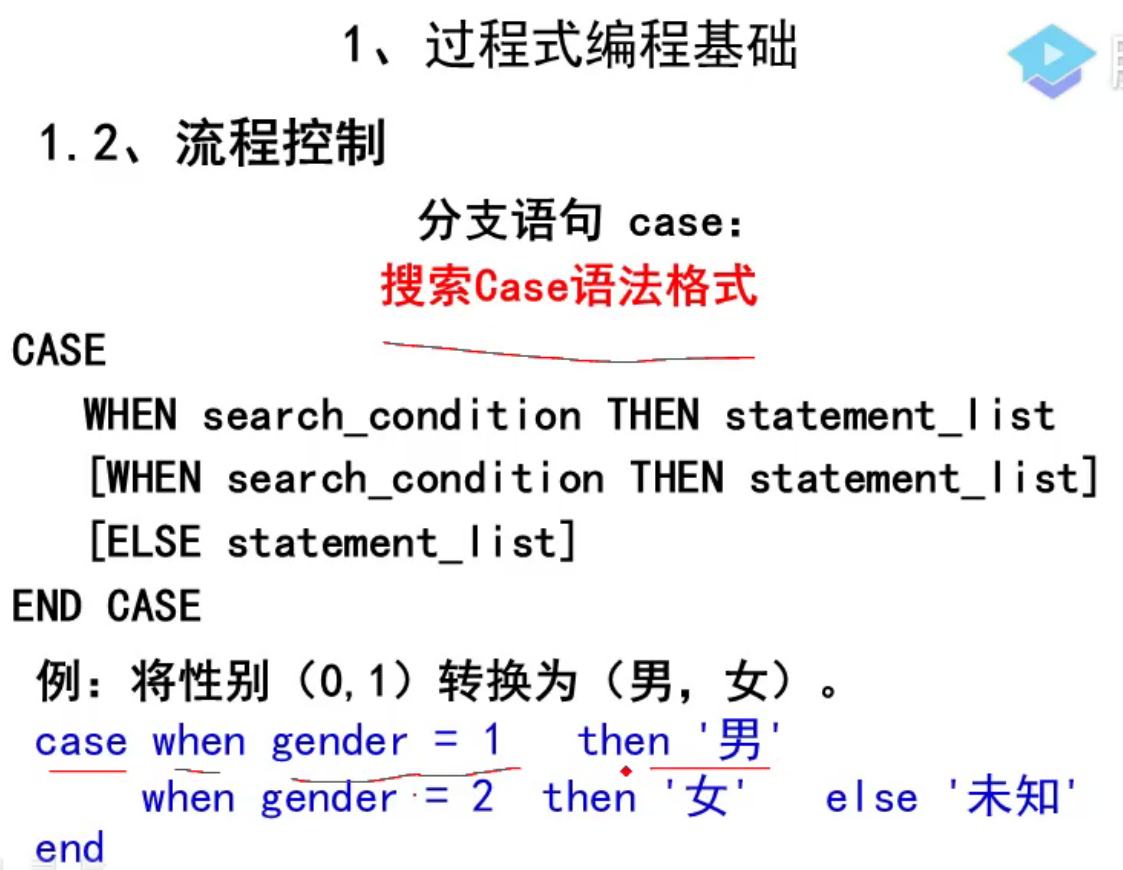 1、过程式编程基础
1.2、流程控制
分支语句 case：
搜索Case语法格式
CASE
WHEN search_condition THEN statement_list
[WHEN search_condition THEN statement_list]
[ELSE statement_list]
END CASE
例：将性别（0,1）转换为（男，女）。
case when gender = 1 then '男'
when gender = 2 then '女' else '未知'
end